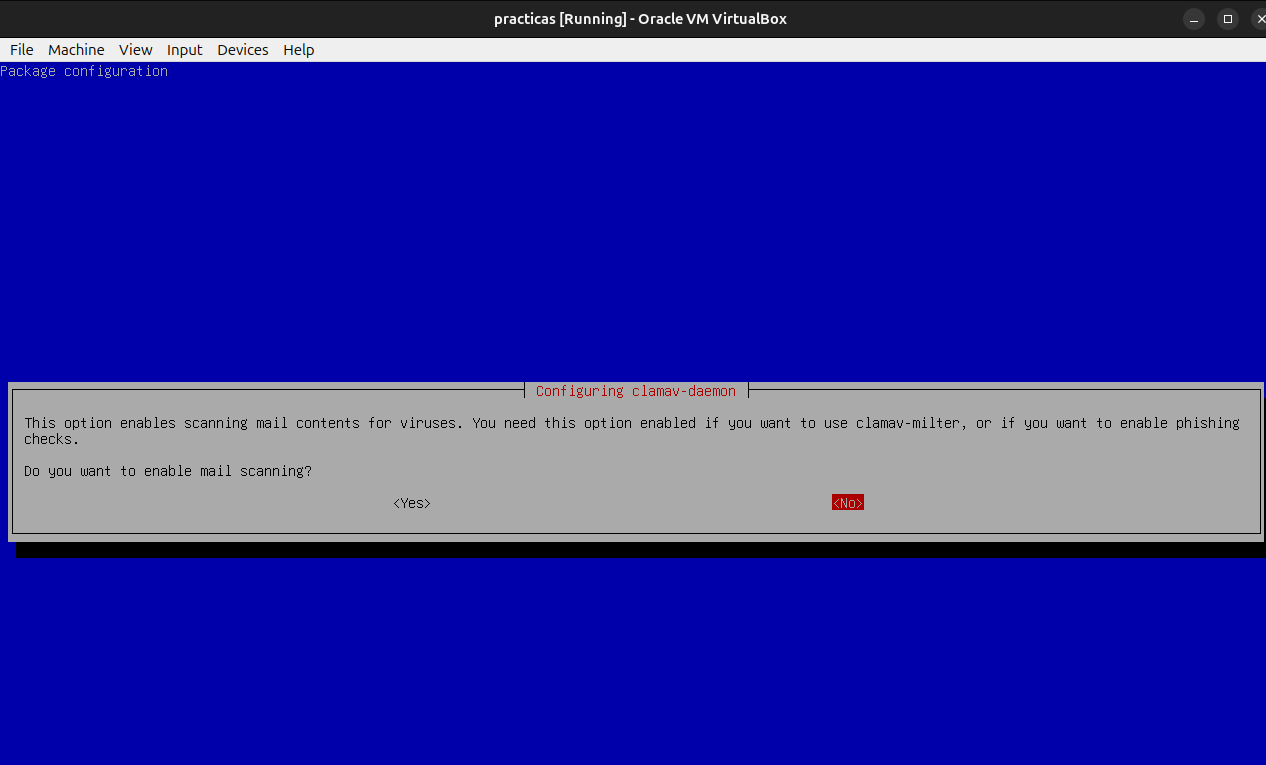 practicas [Running] - Oracle VM VirtualBox
File Machine View Input Devices Help
Package configuration
Configuring clamav-daemon
This option enables scanning mail contents for viruses. You need this option enabled if you want to use clamav-milter, or if you want to enable phishing
checks.
Do you want to enable mail scanning?
<Yes> <No>